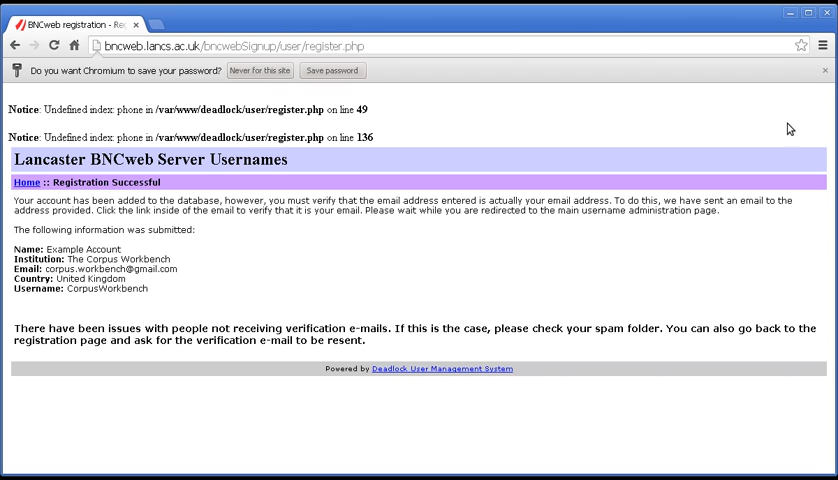 BNCweb registration - Reg
bncweb.lancs.ac.uk/bncwebSignup/user/register.php
Do you want Chromium to save your password? Never for this site Save password
Notice: Undefined index: phone in /var/www/deadlock/user/register.php on line 49
Notice: Undefined index: phone in /var/www/deadlock/user/register.php on line 136
Lancaster BNCweb Server Usernames
Home :: Registration Successful
Your account has been added to the database, however, you must verify that the email address entered is actually your email address. To do this, we have sent an email to the
address provided. Click the link inside of the email to verify that it is your email. Please wait while you are redirected to the main username administration page.
The following information was submitted:
Name: Example Account
Institution: The Corpus Workbench
Email: corpus.workbench@gmail.com
Country: United Kingdom
Username: CorpusWorkbench
There have been issues with people not receiving verification e-mails. If this is the case, please check your spam folder. You can also go back to the
registration page and ask for the verification e-mail to be resent.
Powered by Deadlock User Management System